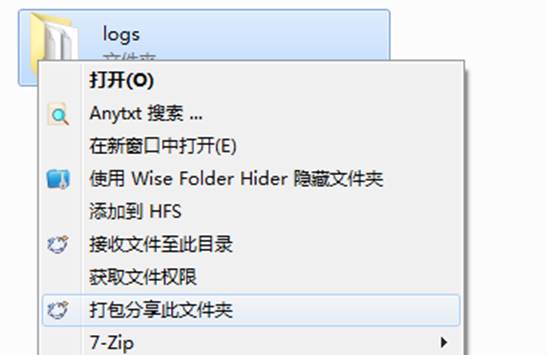 logs
文件夹
打开(O)
Anytxt 搜索 ...
在新窗口中打开(E)
使用 Wise Folder Hider 隐藏文件夹
添加到 HFS
接收文件至此目录
获取文件权限
打包分享此文件夹
7-Zip